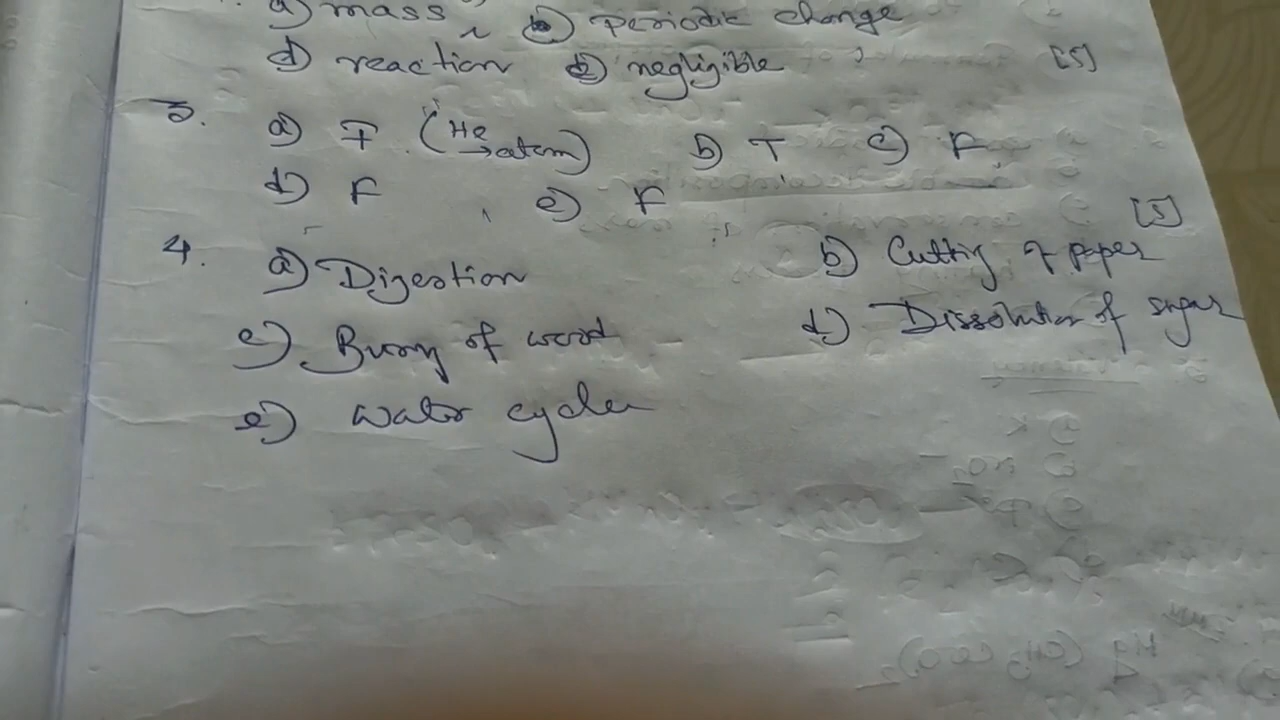 a) mass c) periodic change
d) reaction e) negligible [5]
3. a) F (He → atom) b) T c) F
d) F e) F [5]
4. a) Digestion b) Cutting of paper
c) Burng of wood d) Dissolution of sugar
e) water cycle